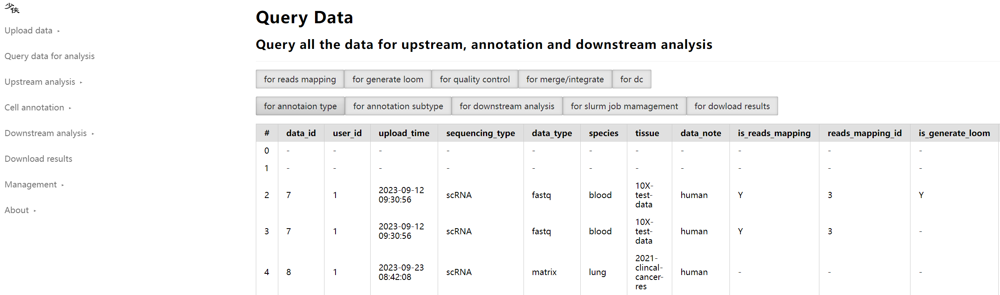 少侠
Upload data ▸
Query data for analysis
Upstream analysis ▸
Cell annotation ▸
Downstream analysis ▸
Download results
Management ▸
About ▸
Query Data
Query all the data for upstream, annotation and downstream analysis
for reads mapping for generate loom for quality control for merge/integrate for dc
for annotaion type for annotation subtype for downstream analysis for slurm job mamagement for dowload results
# data_id user_id upload_time sequencing_type data_type species tissue data_note is_reads_mapping reads_mapping_id is_generate_loom
0 - - - - - - - - - - -
1 - - - - - - - - - - -
2 7 1 2023-09-12 09:30:56 scRNA fastq blood 10X-test-data human Y 3 Y
3 7 1 2023-09-12 09:30:56 scRNA fastq blood 10X-test-data human Y 3 -
4 8 1 2023-09-23 08:42:08 scRNA matrix lung 2021-clincal-cancer-res human - - -